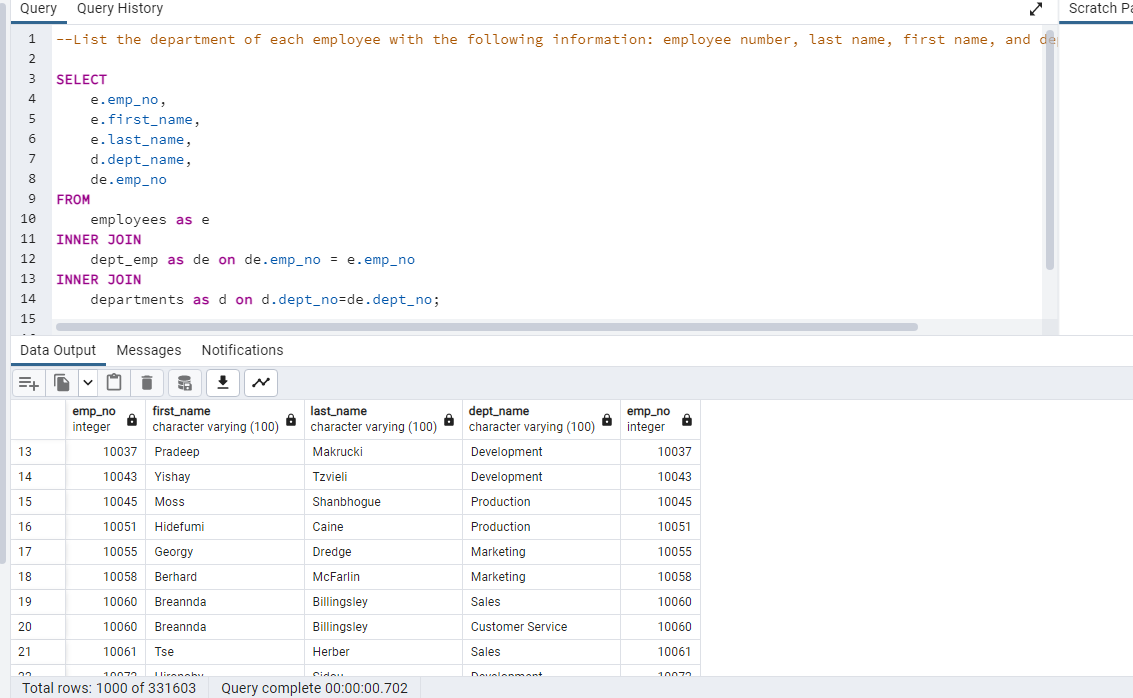 Query Query History Scratch Pa
1 --List the department of each employee with the following information: employee number, last name, first name, and de
2
3 SELECT
4 e.emp_no,
5 e.first_name,
6 e.last_name,
7 d.dept_name,
8 de.emp_no
9 FROM
10 employees as e
11 INNER JOIN
12 dept_emp as de on de.emp_no = e.emp_no
13 INNER JOIN
14 departments as d on d.dept_no=de.dept_no;
15
Data Output Messages Notifications
emp_no first_name last_name dept_name emp_no
integer character varying (100) character varying (100) character varying (100) integer
13 10037 Pradeep Makrucki Development 10037
14 10043 Yishay Tzvieli Development 10043
15 10045 Moss Shanbhogue Production 10045
16 10051 Hidefumi Caine Production 10051
17 10055 Georgy Dredge Marketing 10055
18 10058 Berhard McFarlin Marketing 10058
19 10060 Breannda Billingsley Sales 10060
20 10060 Breannda Billingsley Customer Service 10060
21 10061 Tse Herber Sales 10061
Total rows: 1000 of 331603 Query complete 00:00:00.702